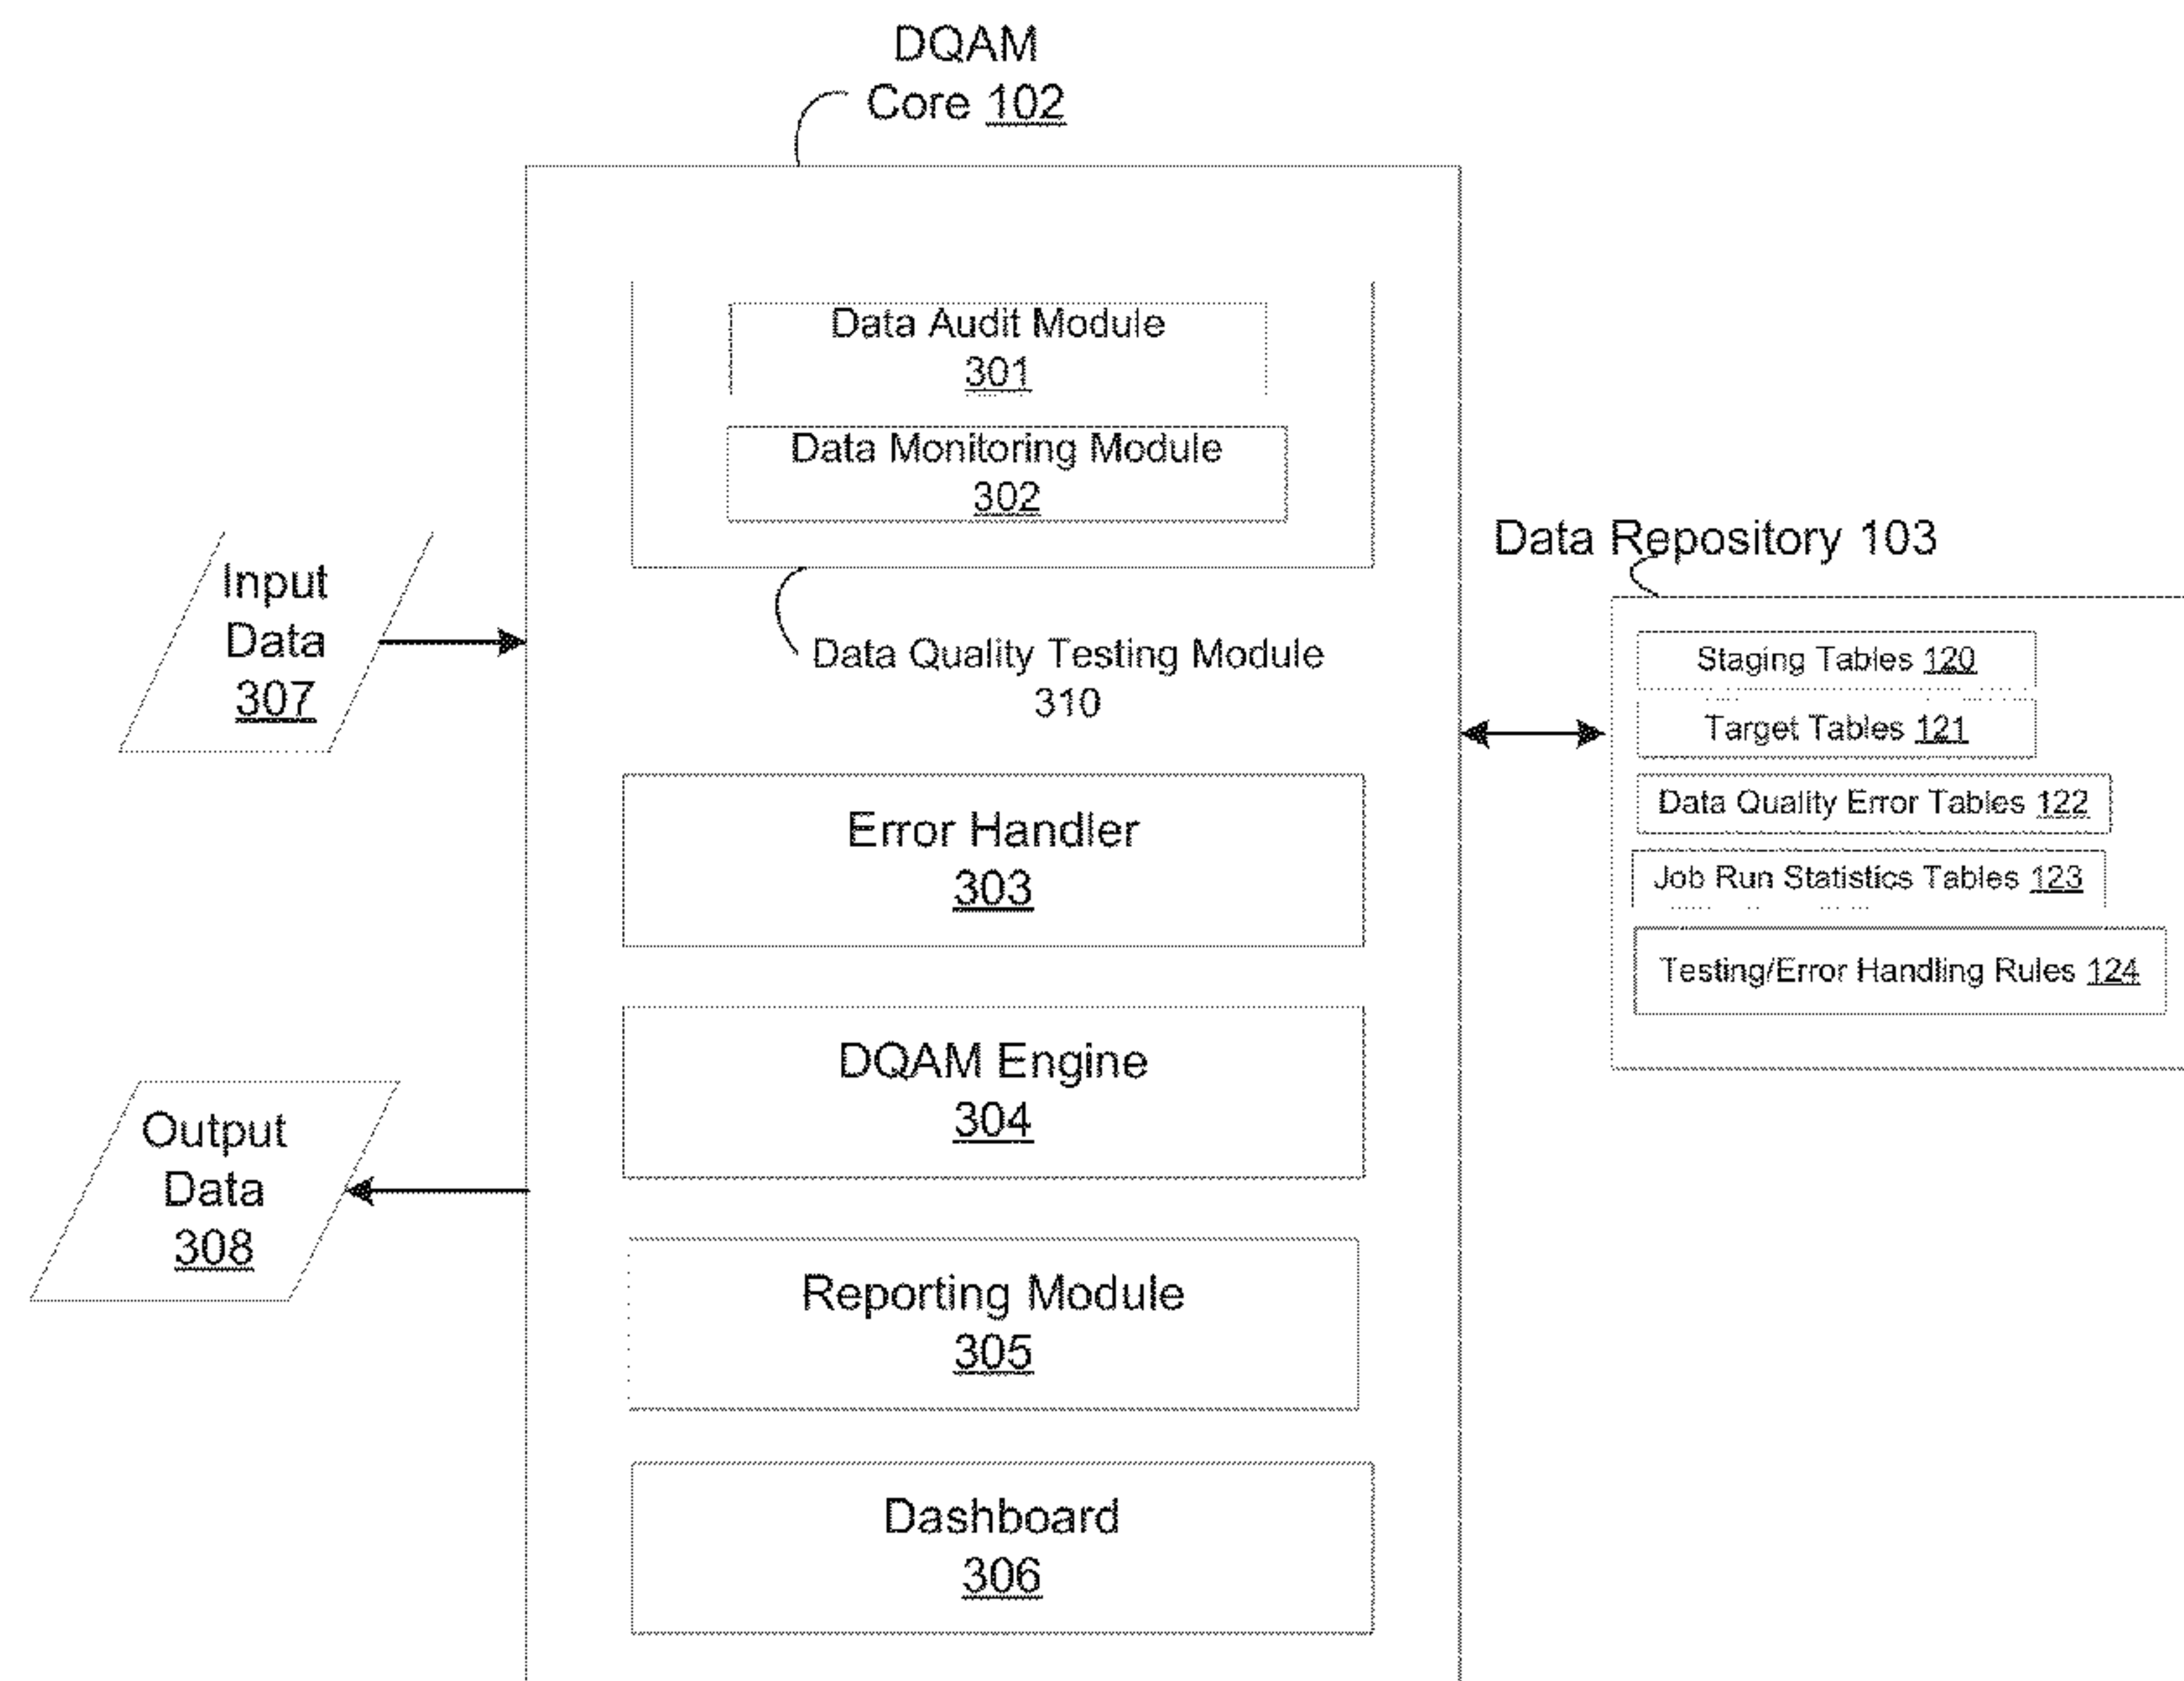 DQAM
Core 102
Data Audit Module
301
Data Monitoring Module
302
Data Quality Testing Module
310
Input
Data
307
Error Handler
303
DQAM Engine
304
Output
Data
308
Reporting Module
305
Dashboard
306
Data Repository 103
Staging Tables 120
Target Tables 121
Data Quality Error Tables 122
Job Run Statistics Tables 123
Testing/Error Handling Rules 124